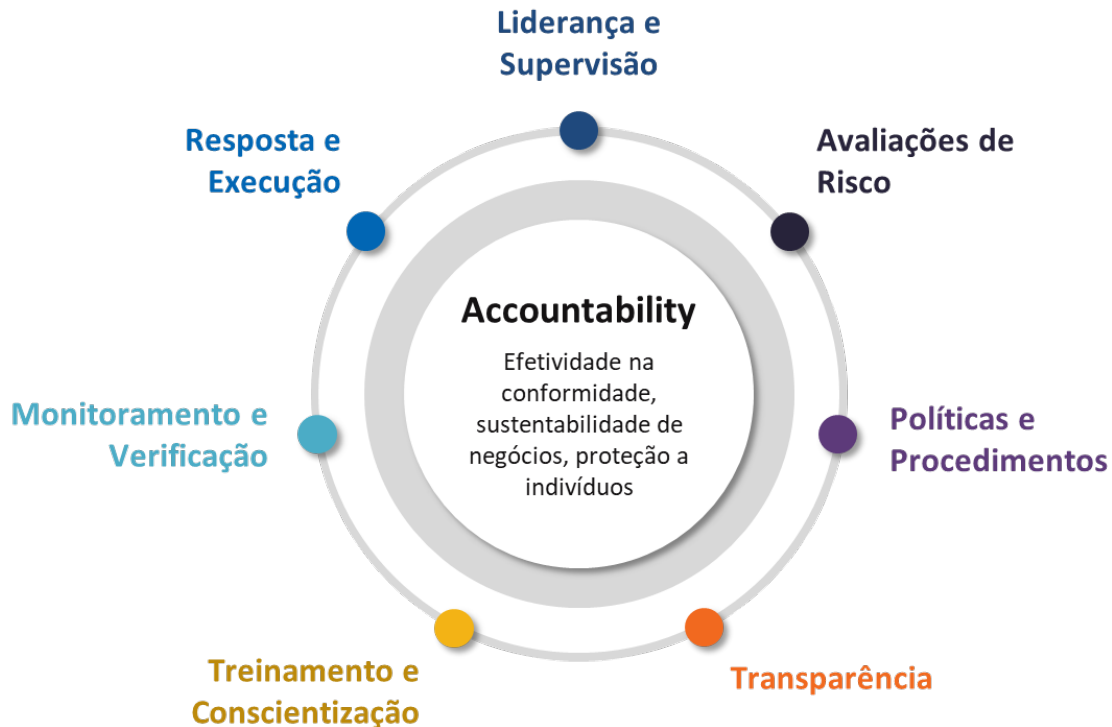 Liderança e
Supervisão
Avaliações de
Risco
Políticas e
Procedimentos
Transparência
Treinamento e
Conscientização
Monitoramento e
Verificação
Resposta e
Execução
Accountability
Efetividade na
conformidade,
sustentabilidade de
negócios, proteção a
indivíduos